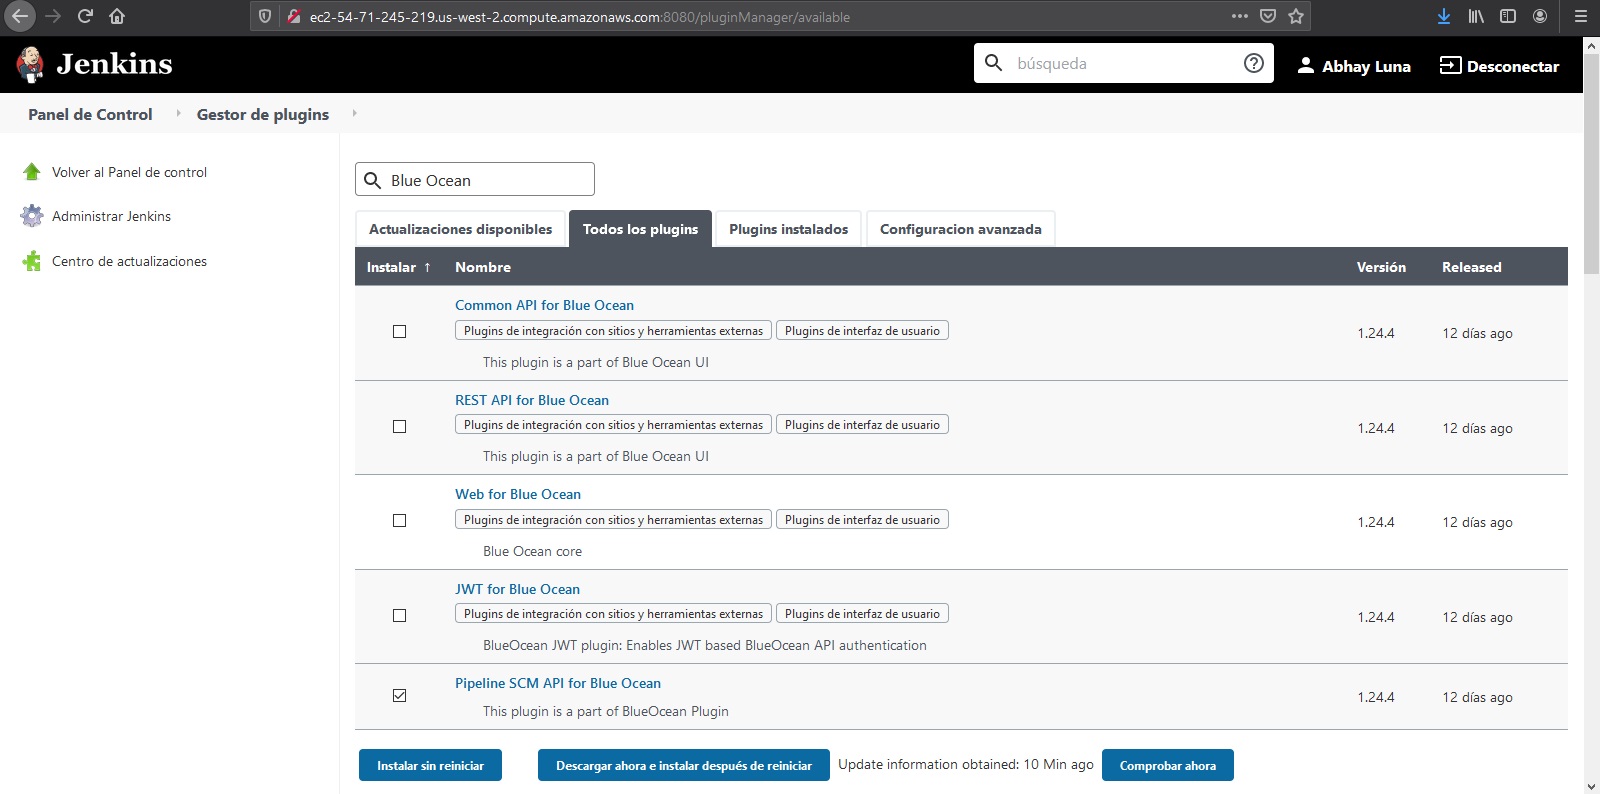 ec2-54-71-245-219.us-west-2.compute.amazonaws.com:8080/pluginManager/available
Jenkins
búsqueda
Abhay Luna
Desconectar
Panel de Control
Gestor de plugins
Volver al Panel de control
Administrar Jenkins
Centro de actualizaciones
Blue Ocean
Actualizaciones disponibles
Todos los plugins
Plugins instalados
Configuracion avanzada
Instalar ↑ Nombre Versión Released
Common API for Blue Ocean
Plugins de integración con sitios y herramientas externas Plugins de interfaz de usuario
1.24.4 12 días ago
This plugin is a part of Blue Ocean UI
REST API for Blue Ocean
Plugins de integración con sitios y herramientas externas Plugins de interfaz de usuario
1.24.4 12 días ago
This plugin is a part of Blue Ocean UI
Web for Blue Ocean
Plugins de integración con sitios y herramientas externas Plugins de interfaz de usuario
1.24.4 12 días ago
Blue Ocean core
JWT for Blue Ocean
Plugins de integración con sitios y herramientas externas Plugins de interfaz de usuario
1.24.4 12 días ago
BlueOcean JWT plugin: Enables JWT based BlueOcean API authentication
Pipeline SCM API for Blue Ocean
1.24.4 12 días ago
This plugin is a part of BlueOcean Plugin
Instalar sin reiniciar
Descargar ahora e instalar después de reiniciar
Update information obtained: 10 Min ago
Comprobar ahora